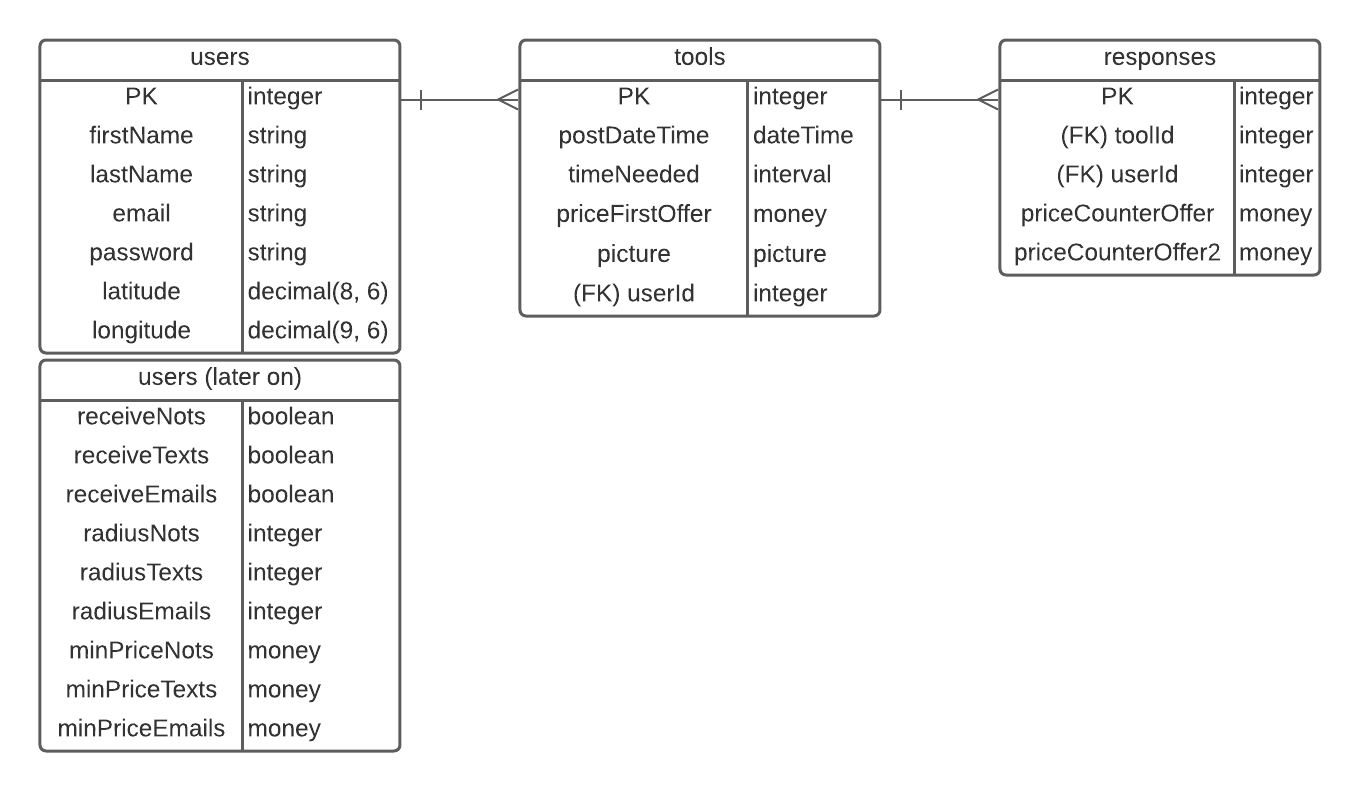 users
PK integer
firstName string
lastName string
email string
password string
latitude decimal(8, 6)
longitude decimal(9, 6)
users (later on)
receiveNots boolean
receiveTexts boolean
receiveEmails boolean
radiusNots integer
radiusTexts integer
radiusEmails integer
minPriceNots money
minPriceTexts money
minPriceEmails money
tools
PK integer
postDateTime dateTime
timeNeeded interval
priceFirstOffer money
picture picture
(FK) userId integer
responses
PK integer
(FK) toolId integer
(FK) userId integer
priceCounterOffer money
priceCounterOffer2 money